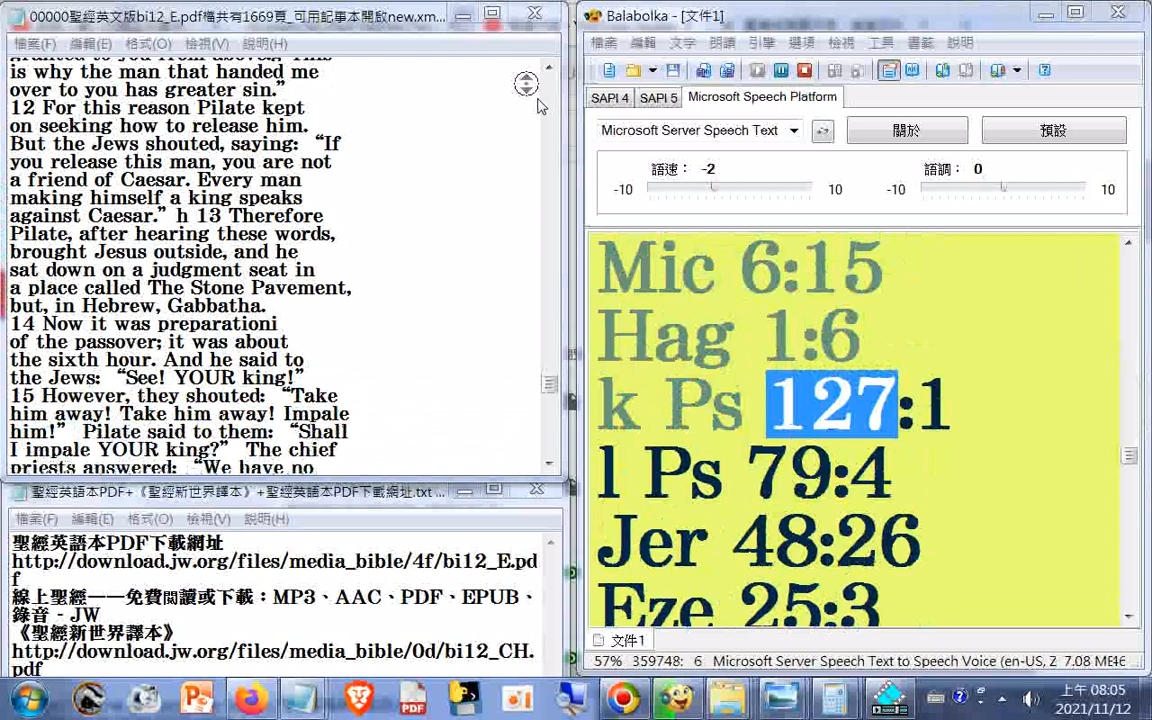 00000聖經英文版bi12_E.pdf檔共有1669頁_可用記事本開啟new.xm...
檔案(F) 編輯(E) 格式(O) 檢視(V) 說明(H)
granted to you from above. This
is why the man that handed me
over to you has greater sin.”
12 For this reason Pilate kept
on seeking how to release him.
But the Jews shouted, saying: “If
you release this man, you are not
a friend of Caesar. Every man
making himself a king speaks
against Caesar.” h 13 Therefore
Pilate, after hearing these words,
brought Jesus outside, and he
sat down on a judgment seat in
a place called The Stone Pavement,
but, in Hebrew, Gabbatha.
14 Now it was preparationi
of the passover; it was about
the sixth hour. And he said to
the Jews: “See! YOUR king!”
15 However, they shouted: “Take
him away! Take him away! Impale
him!” Pilate said to them: “Shall
I impale YOUR king?” The chief
priests answered: “We have no
聖經英語本PDF+《聖經新世界譯本》+聖經英語本PDF下載網址.txt ...
檔案(F) 編輯(E) 格式(O) 檢視(V) 說明(H)
聖經英語本PDF下載網址
http://download.jw.org/files/media_bible/4f/bi12_E.pd
f
線上聖經——免費閱讀或下載：MP3、AAC、PDF、EPUB、
錄音 - JW
《聖經新世界譯本》
http://download.jw.org/files/media_bible/0d/bi12_CH.
pdf
Balabolka - [文件1]
檔案 編輯 文字 朗讀 引擎 選項 檢視 工具 書籤 說明
SAPI 4 SAPI 5 Microsoft Speech Platform
Microsoft Server Speech Text 關於 預設
語速： -2 語調： 0
-10 10 -10 10
Mic 6:15
Hag 1:6
k Ps 127:1
l Ps 79:4
Jer 48:26
Eze 25:3
文件1
57% 359748: 6 Microsoft Server Speech Text to Speech Voice (en-US, Z 7.08 ME46
PDF
上午 08:05
2021/11/12